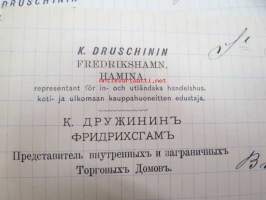 K. DRUSCHININ
FREDRIKSHAMN,
HAMINA.
representant för in- och utländska handelshus.
koti- ja ulkomaan kauppahuoneitten edustaja.
К. ДРУЖИНИНЪ
ФРИДРИХСГАМЪ
Представитель внутреннихъ и заграничныхъ
Торговыхъ Домовъ.